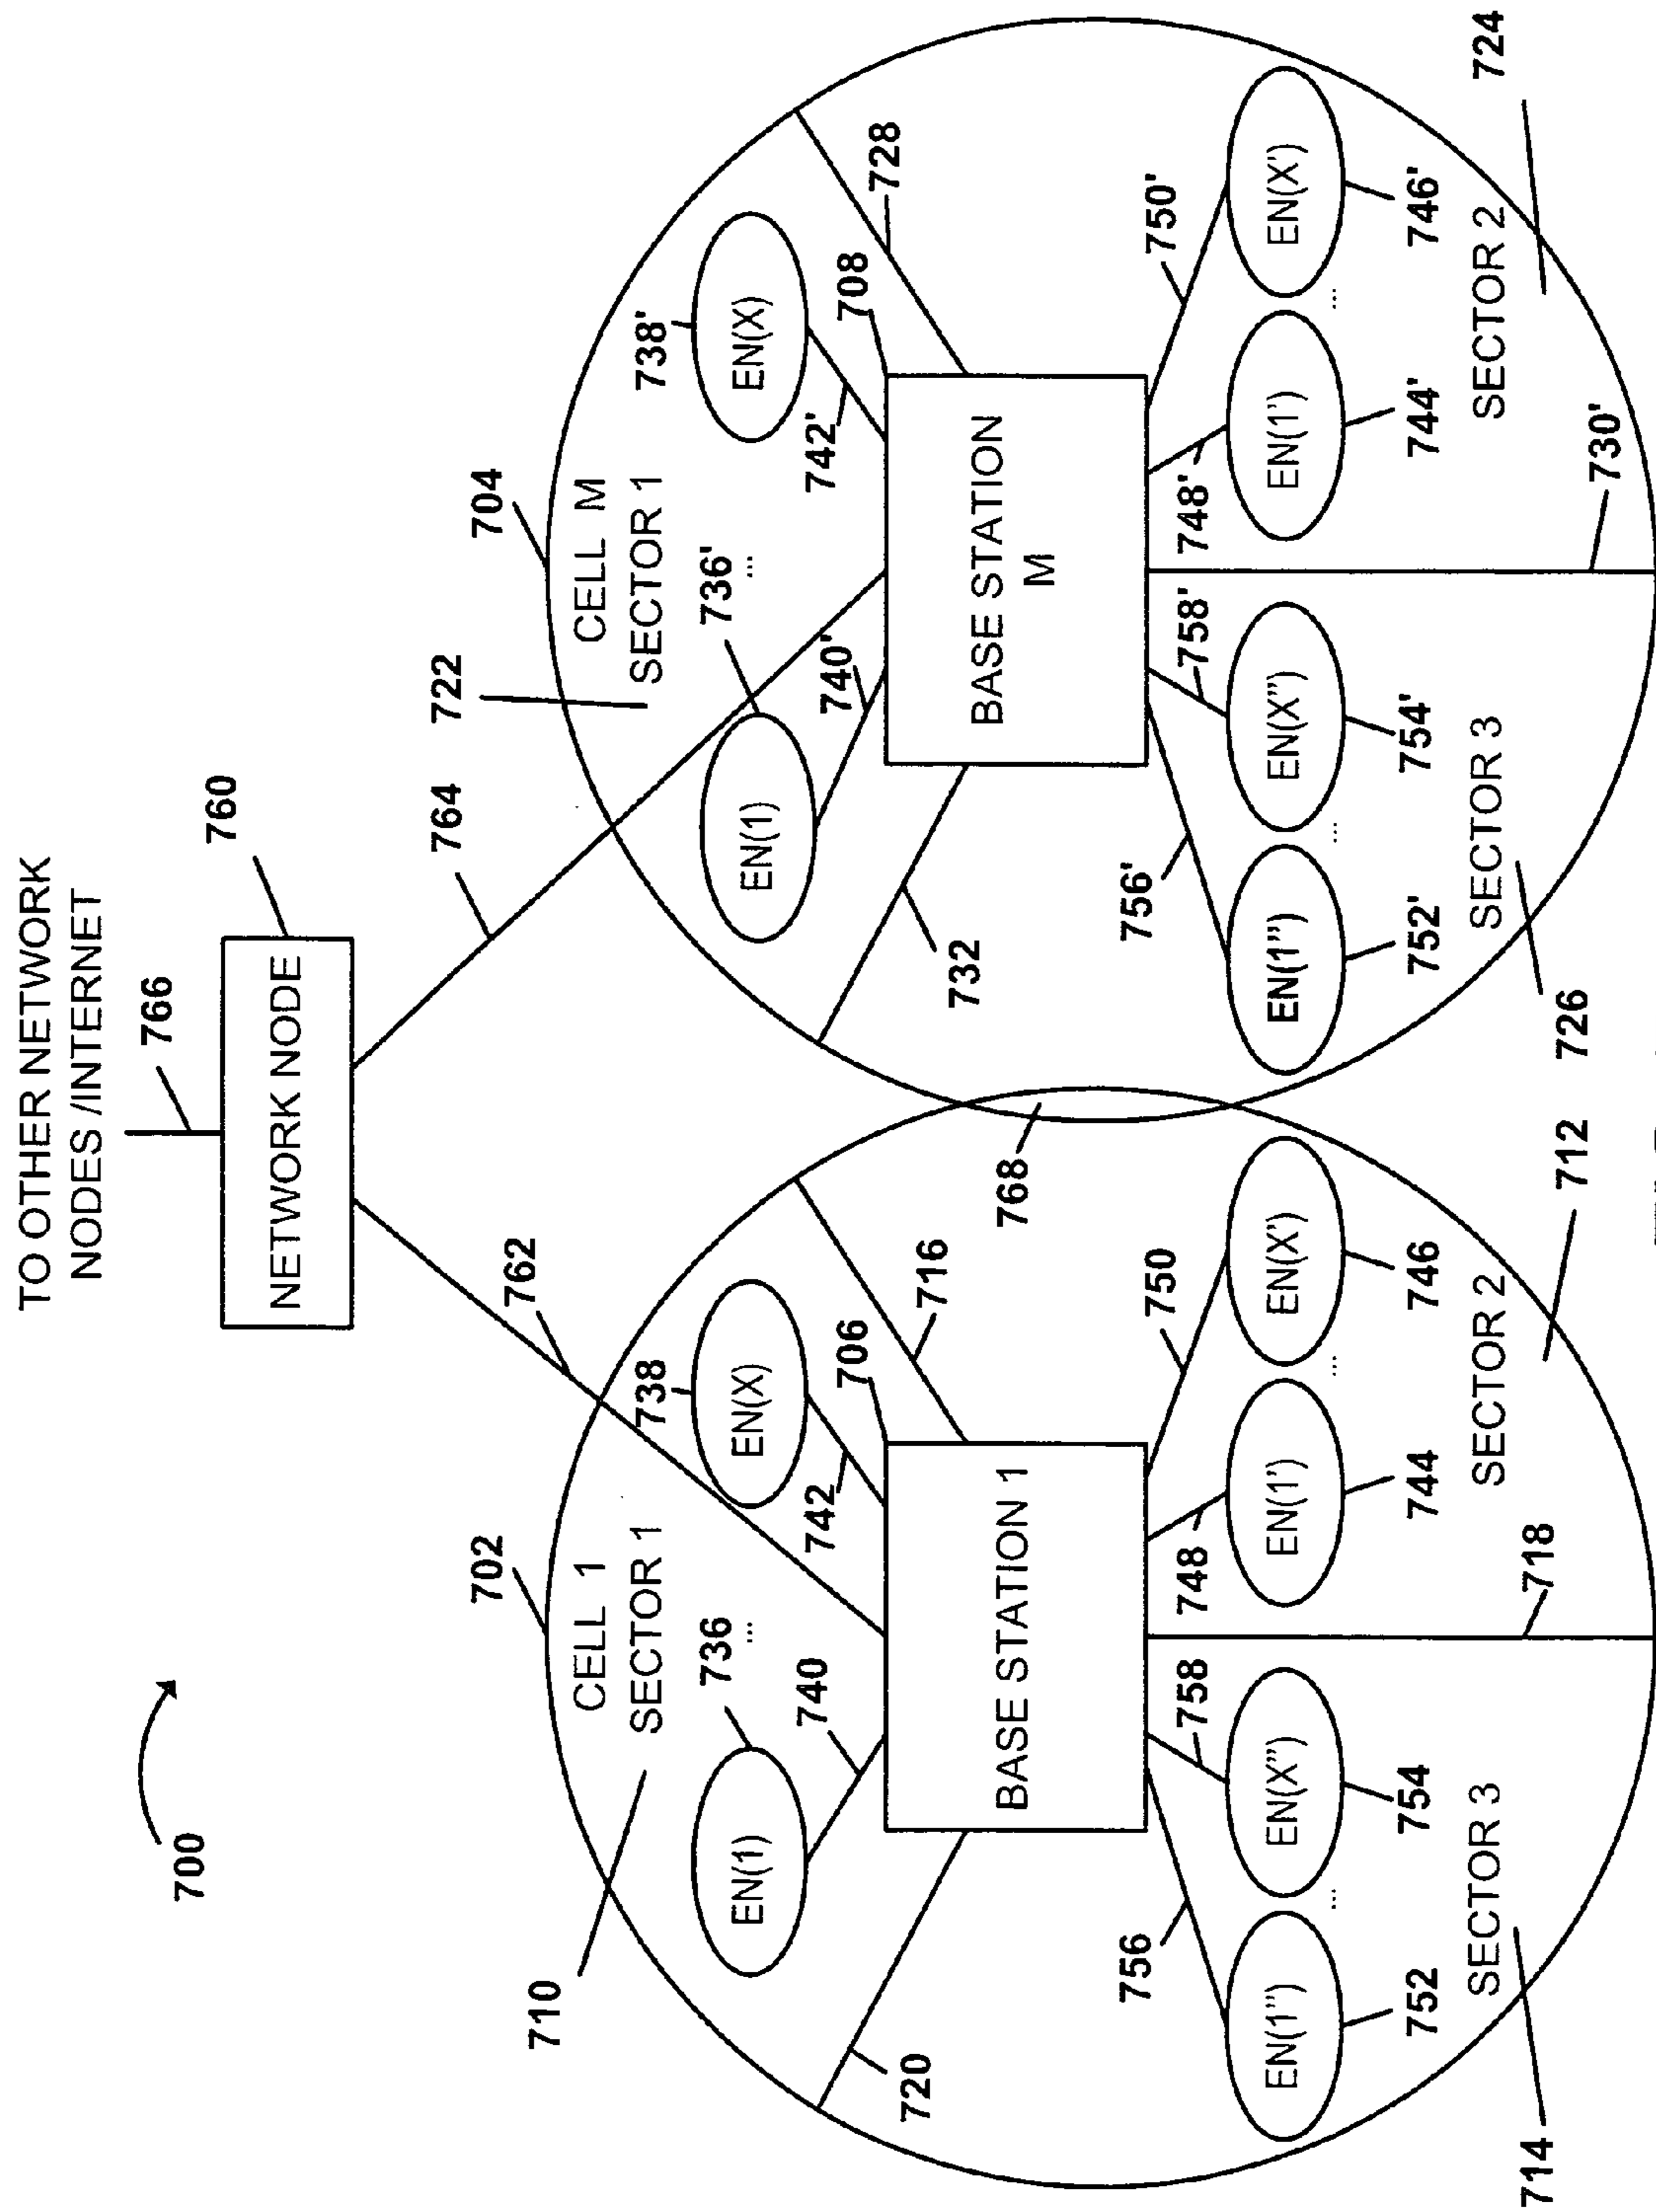 TO OTHER NETWORK
NODES /INTERNET
766
760
NETWORK NODE
700
762
764
702
704
710
722
CELL 1
SECTOR 1
CELL M
SECTOR 1
736
...
738
736'
...
738'
EN(1)
EN(X)
EN(1)
EN(X)
740
742
706
740'
742'
708
728
720
716
732
BASE STATION 1
BASE STATION
M
768
756
758
748
750
756'
758'
748'
750'
EN(1")
EN(X")
EN(1')
EN(X')
EN(1")
EN(X")
EN(1')
EN(X')
...
...
...
...
752
754
744
746
752'
754'
744'
746'
SECTOR 3
SECTOR 2
SECTOR 3
SECTOR 2
714
718
712
726
730'
724